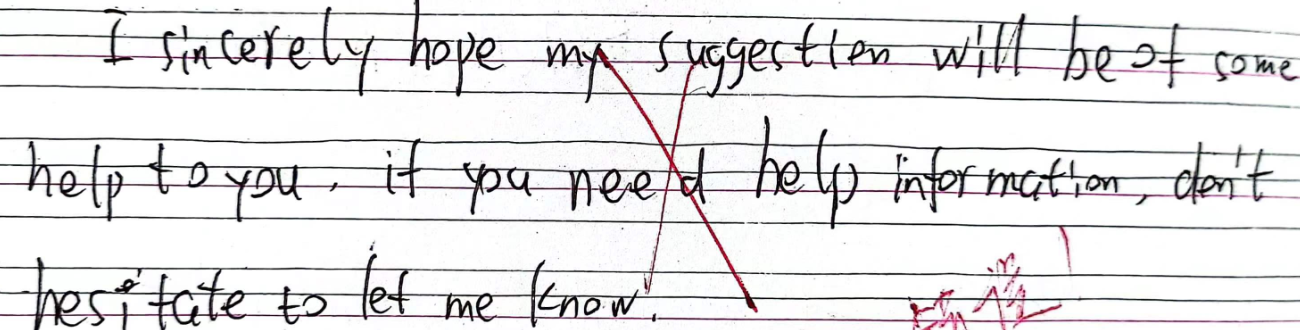 I sincerely hope my suggestion will be of some
help to you. if you need help information, don't
hesitate to let me know!